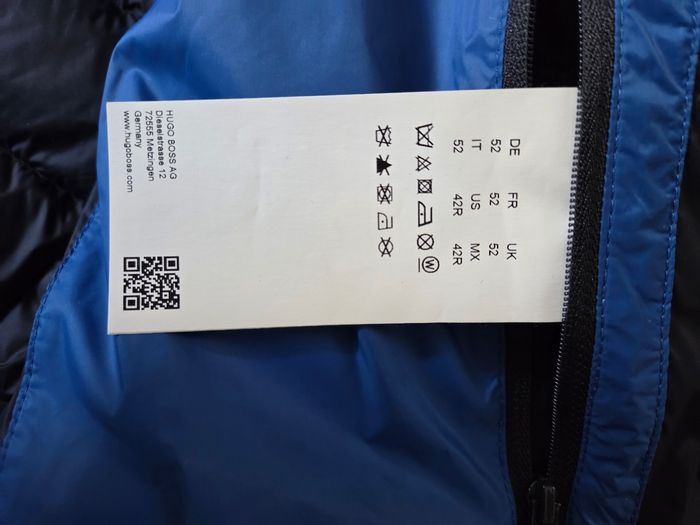 DE FR UK
52 52 52
IT US MX
52 42R 42R
W
HUGO BOSS AG
Dieselstrasse 12
72555 Metzingen
Germany
www.hugoboss.com